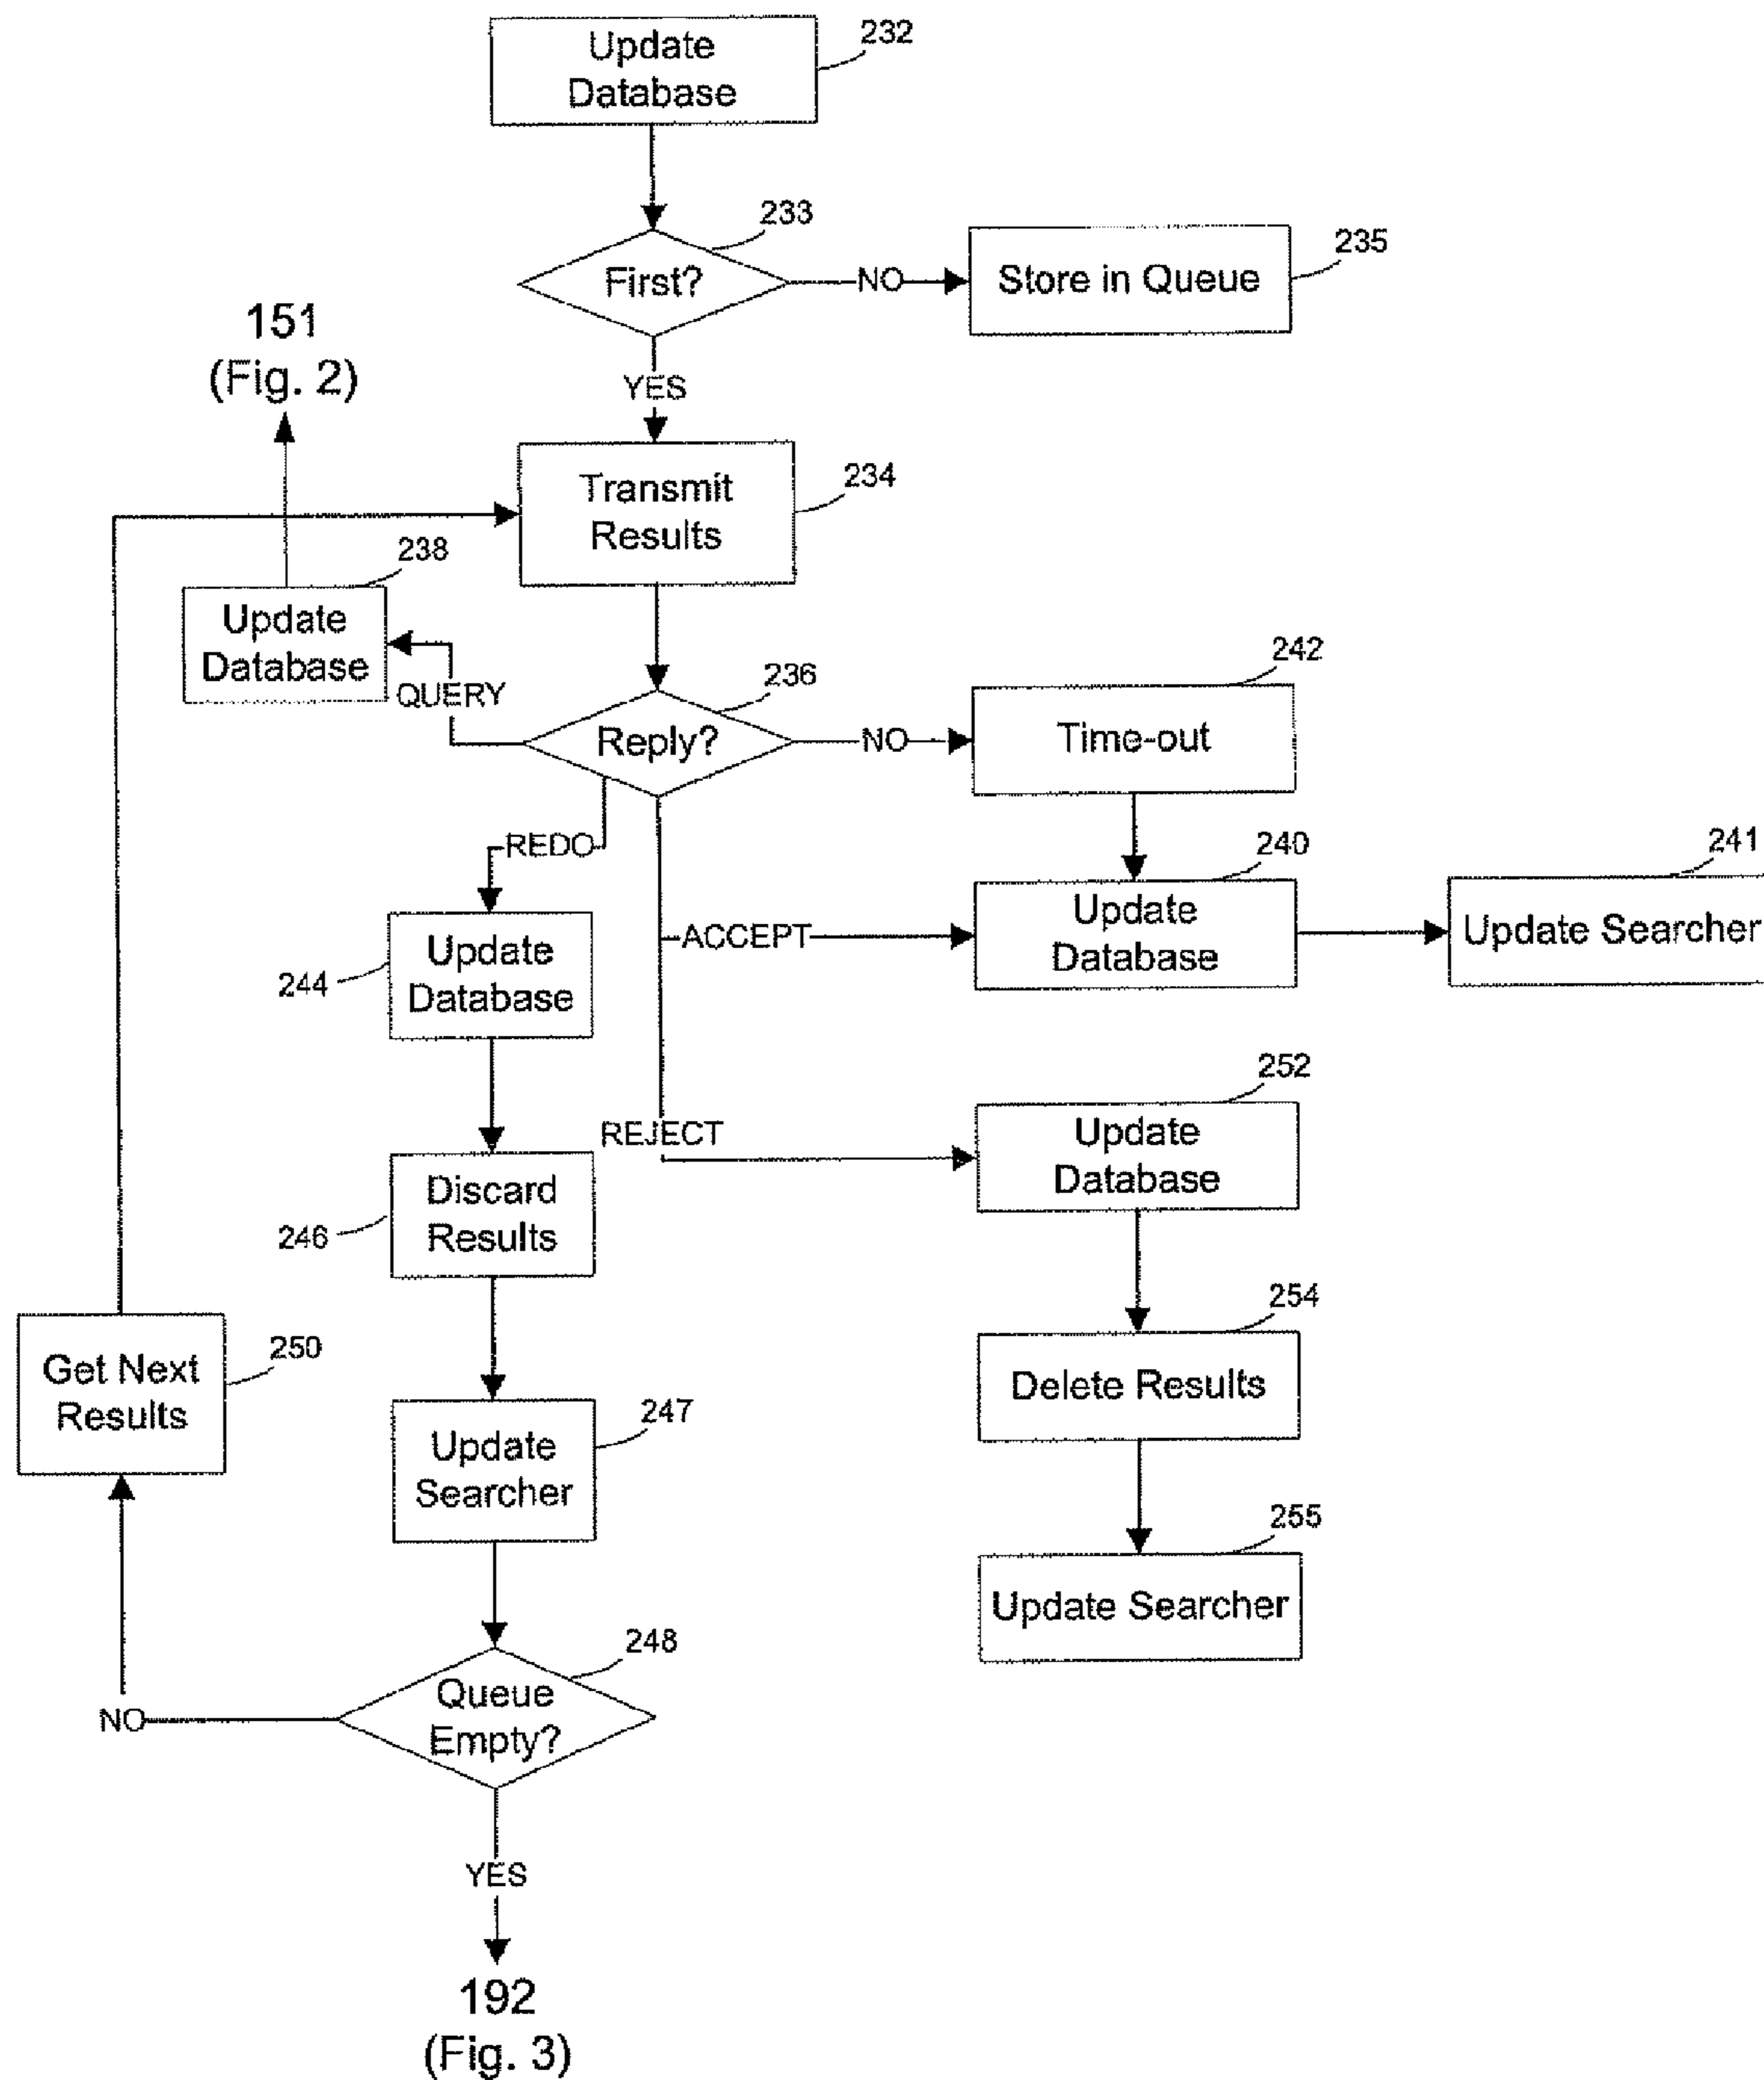 Update
Database
232
233
First?
NO
Store in Queue
235
151
(Fig. 2)
YES
Transmit
Results
234
238
Update
Database
QUERY
236
Reply?
NO
242
Time-out
REDO
240
241
ACCEPT
Update
Database
Update Searcher
244
Update
Database
252
REJECT
Update
Database
246
Discard
Results
254
Delete Results
250
Get Next
Results
247
Update
Searcher
255
Update Searcher
248
Queue
Empty?
NO
YES
192
(Fig. 3)